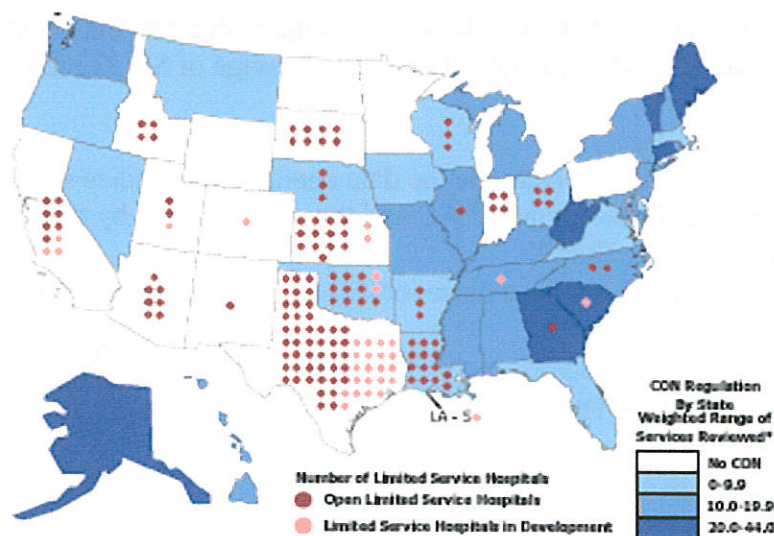 LA - 5
CON Regulation
By State
Weighted Range of
Services Reviewed*
No CON
0-9.9
10.0-19.9
20.0-44.0
Number of Limited Service Hospitals
Open Limited Service Hospitals
Limited Service Hospitals in Development